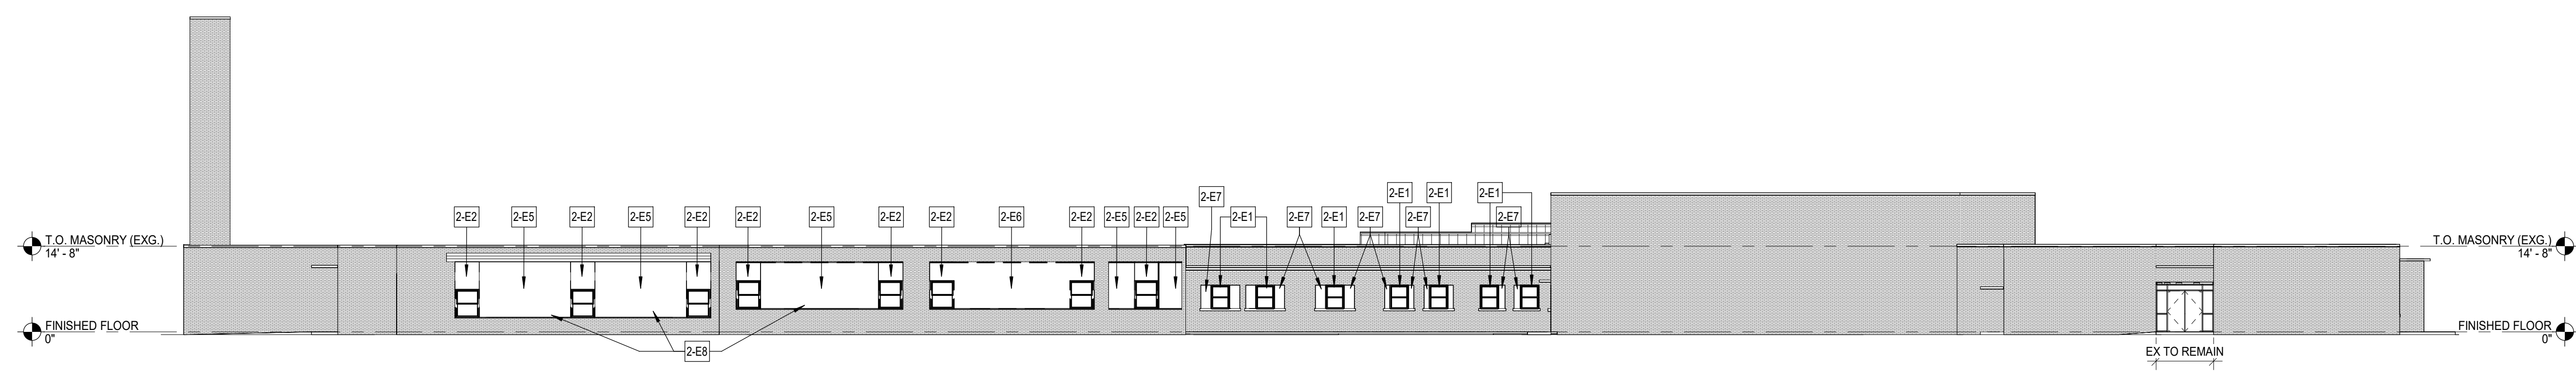 2-E7
2-E1
2-E1
2-E1
2-E2
2-E5
2-E2
2-E5
2-E2
2-E2
2-E5
2-E2
2-E2
2-E6
2-E2
2-E5
2-E2
2-E5
2-E1
2-E7
2-E1
2-E7
2-E7
2-E7
T.O. MASONRY (EXG.)
14' - 8"
T.O. MASONRY (EXG.)
14' - 8"
FINISHED FLOOR
0"
FINISHED FLOOR
0"
2-E8
EX TO REMAIN